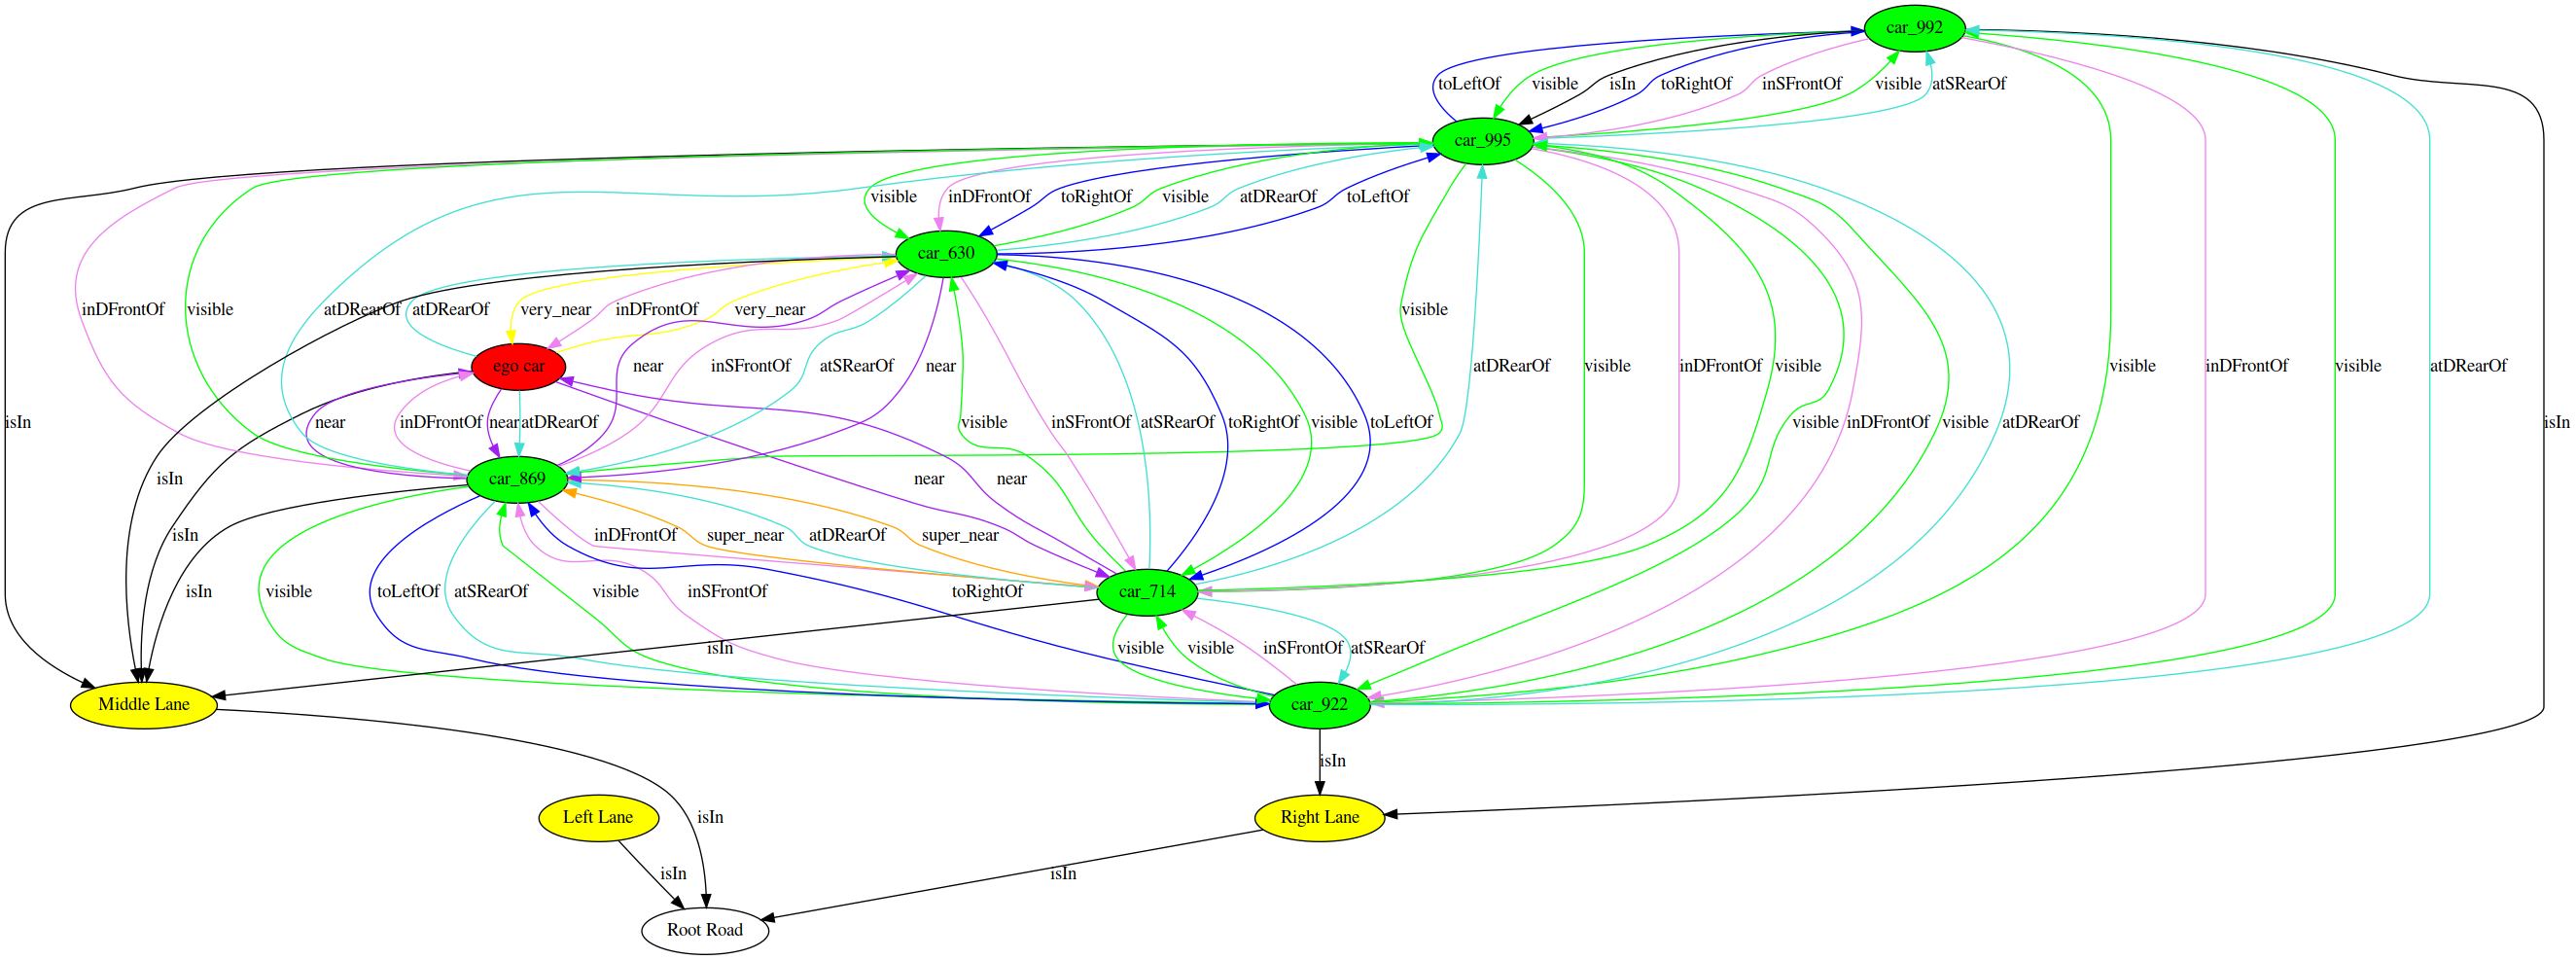 car_992
toLeftOf visible isIn toRightOf inSFrontOf visible atSRearOf
car_995
visible inDFrontOf toRightOf visible atDRearOf toLeftOf
car_630
inDFrontOf visible atDRearOf atDRearOf very_near inDFrontOf very_near visible
ego car
near inSFrontOf atSRearOf near atDRearOf visible inDFrontOf visible visible inDFrontOf visible atDRearOf
isIn near inDFrontOf near atDRearOf visible inSFrontOf atSRearOf toRightOf visible toLeftOf visible inDFrontOf visible atDRearOf isIn
isIn car_869 near near
isIn inDFrontOf super_near atDRearOf super_near
isIn visible toLeftOf atSRearOf visible inSFrontOf toRightOf car_714
isIn visible visible inSFrontOf atSRearOf
Middle Lane car_922
isIn
isIn Left Lane Right Lane
isIn isIn
Root Road